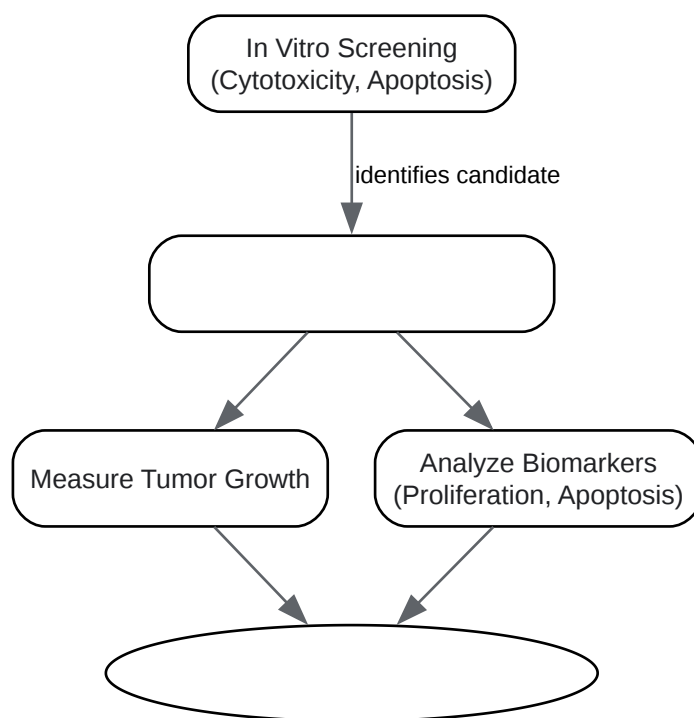 In Vitro Screening
(Cytotoxicity, Apoptosis)
identifies candidate
Measure Tumor Growth
Analyze Biomarkers
(Proliferation, Apoptosis)